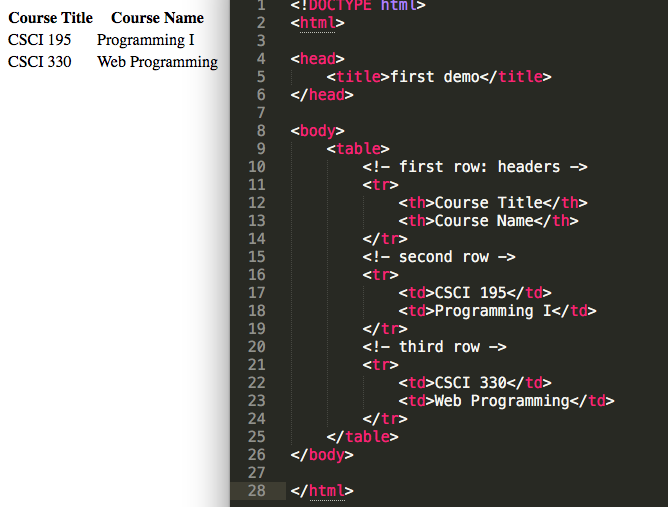 Course Title Course Name
CSCI 195 Programming I
CSCI 330 Web Programming
1 <!DOCTYPE html>
2 <html>
3
4 <head>
5 <title>first demo</title>
6 </head>
7
8 <body>
9 <table>
10 <!- first row: headers ->
11 <tr>
12 <th>Course Title</th>
13 <th>Course Name</th>
14 </tr>
15 <!- second row ->
16 <tr>
17 <td>CSCI 195</td>
18 <td>Programming I</td>
19 </tr>
20 <!- third row ->
21 <tr>
22 <td>CSCI 330</td>
23 <td>Web Programming</td>
24 </tr>
25 </table>
26 </body>
27
28 </html>